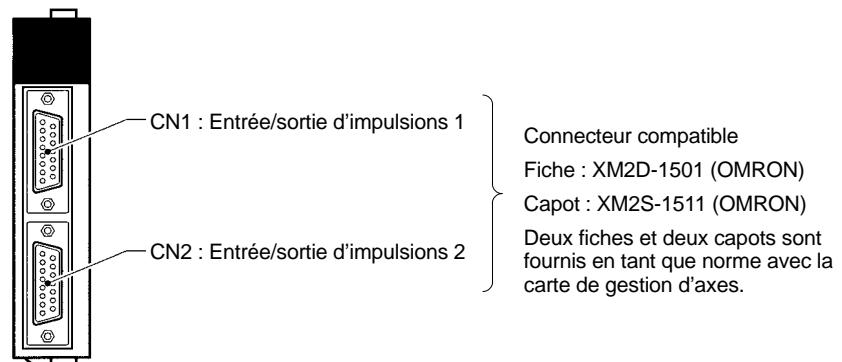 CN1 : Entrée/sortie d'impulsions 1
CN2 : Entrée/sortie d'impulsions 2
Connecteur compatible
Fiche : XM2D-1501 (OMRON)
Capot : XM2S-1511 (OMRON)
Deux fiches et deux capots sont
fournis en tant que norme avec la
carte de gestion d'axes.